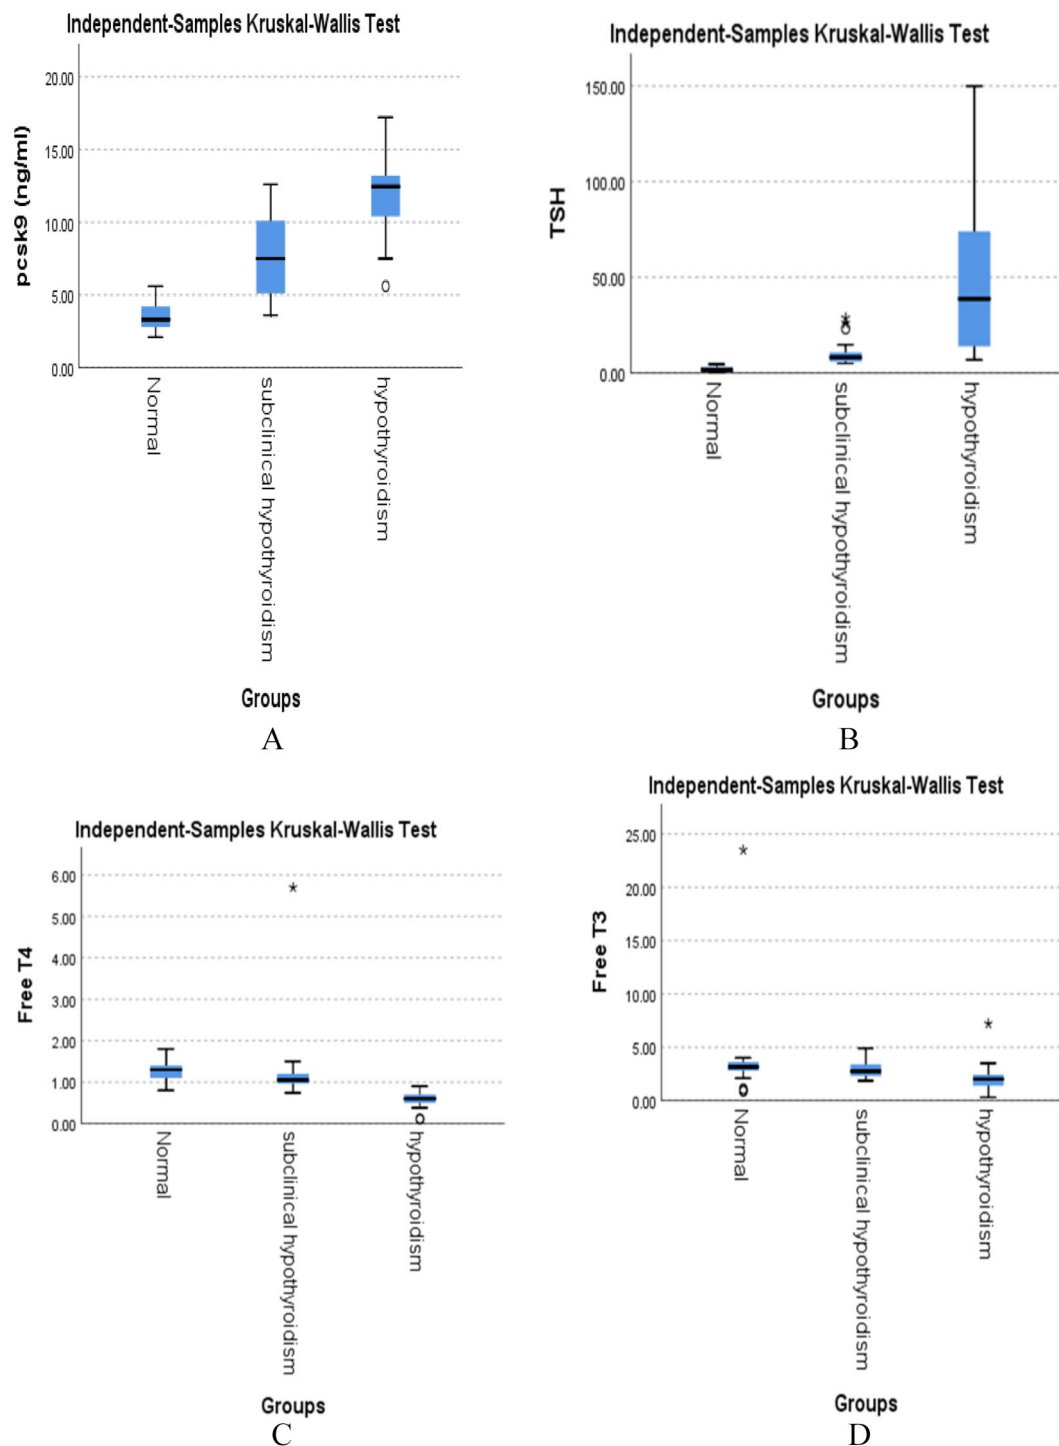 Independent-Samples Kruskal-Wallis Test
pcsk9 (ng/ml)
20.00
15.00
10.00
5.00
0.00
Normal
subclinical hypothyroidism
hypothyroidism
Groups
A
Independent-Samples Kruskal-Wallis Test
TSH
150.00
100.00
50.00
0.00
Normal
subclinical hypothyroidism
hypothyroidism
Groups
B
Independent-Samples Kruskal-Wallis Test
Free T4
6.00
5.00
4.00
3.00
2.00
1.00
0.00
Normal
subclinical hypothyroidism
hypothyroidism
Groups
C
Independent-Samples Kruskal-Wallis Test
Free T3
25.00
20.00
15.00
10.00
5.00
0.00
Normal
subclinical hypothyroidism
hypothyroidism
Groups
D